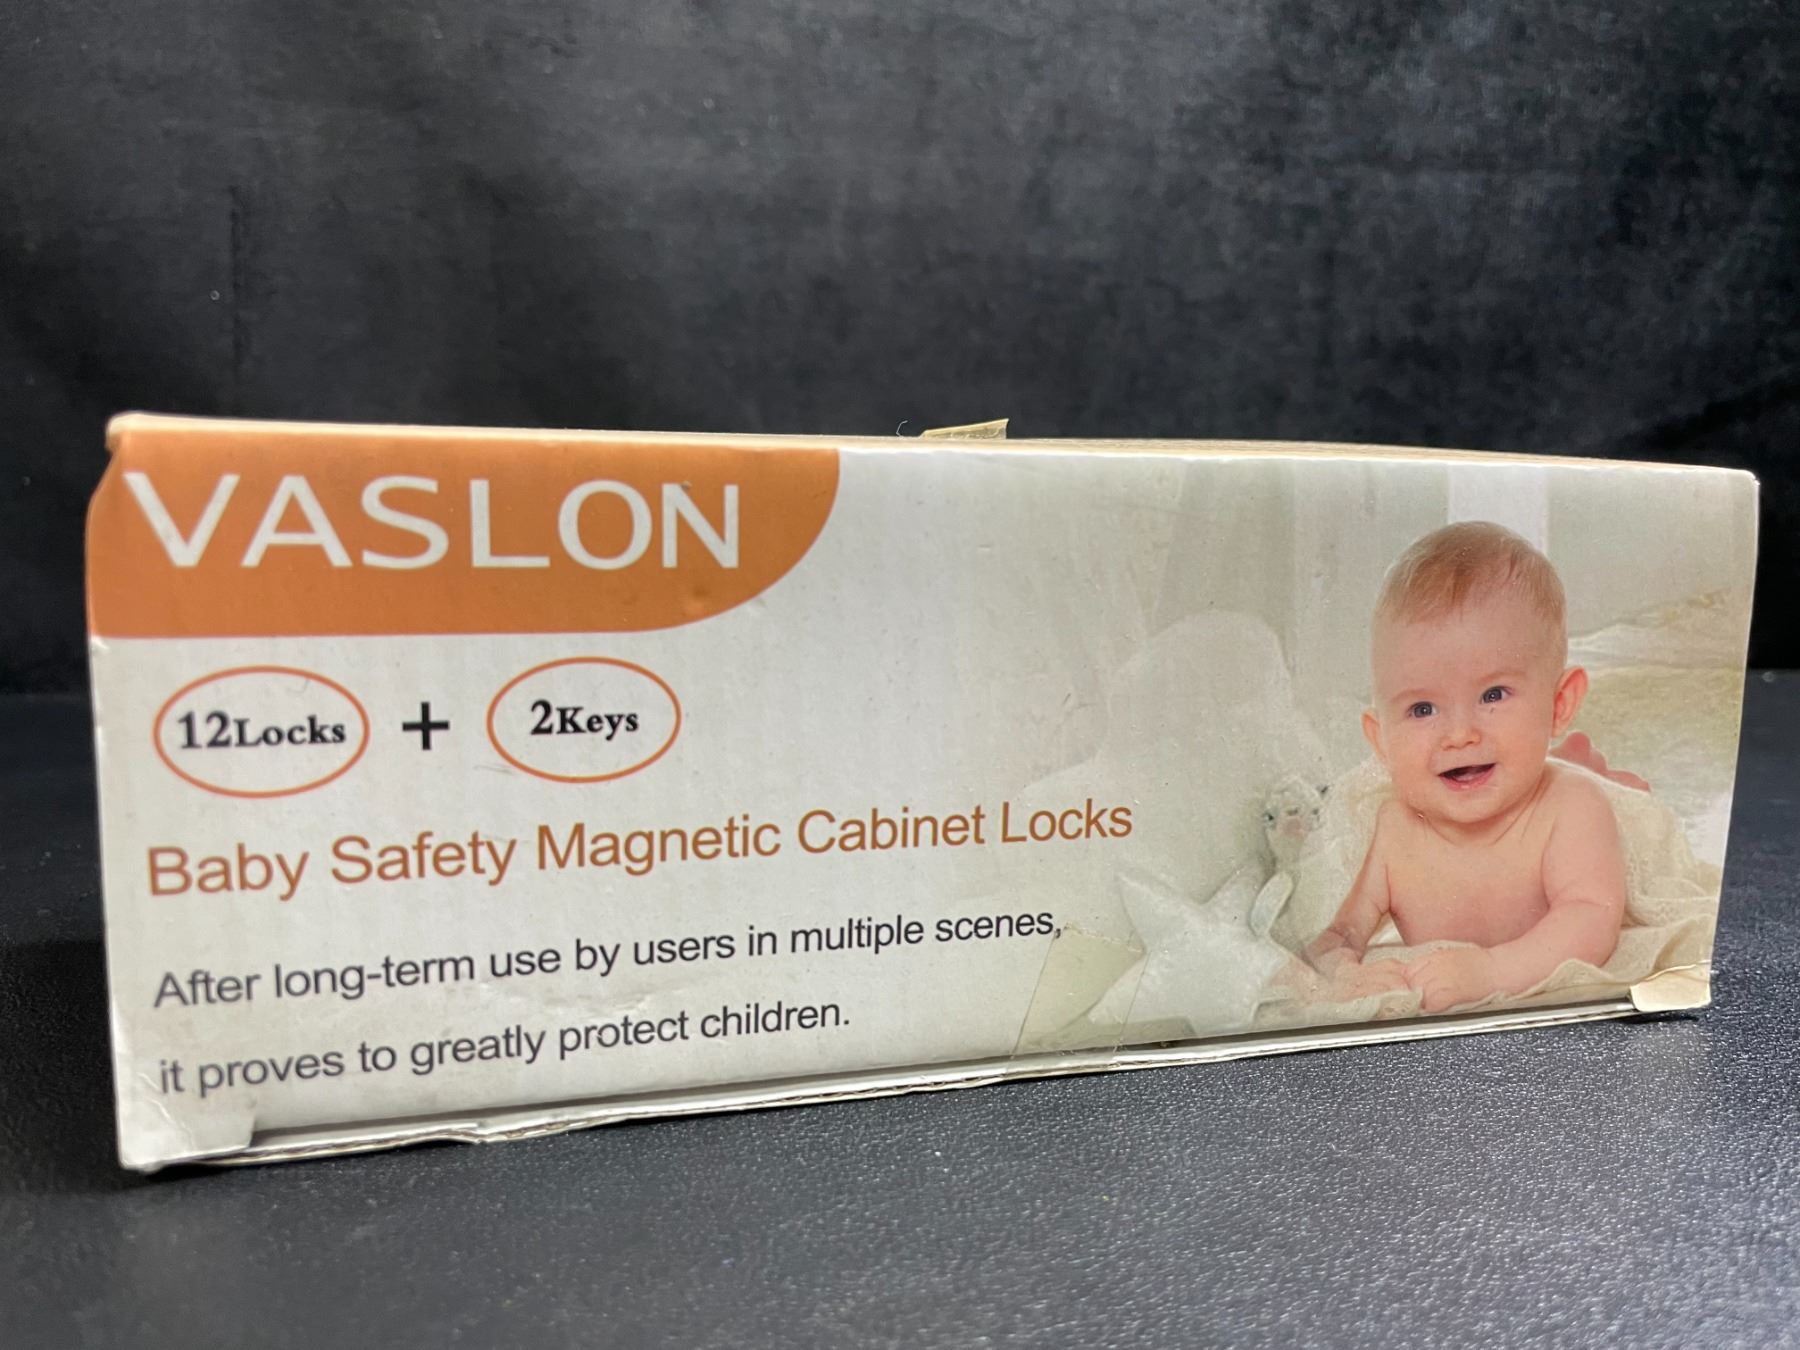 VASLON
12Locks + 2Keys
Baby Safety Magnetic Cabinet Locks
After long-term use by users in multiple scenes,
it proves to greatly protect children.